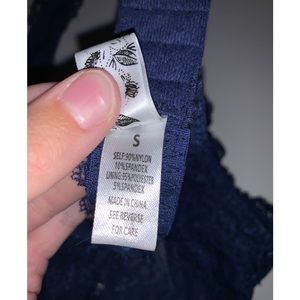 S
SELF:90%NYLON
10%SPANDEX
LINING:95%POLYESTER
5%SPANDEX
MADE IN CHINA
SEE REVERSE
FOR CARE